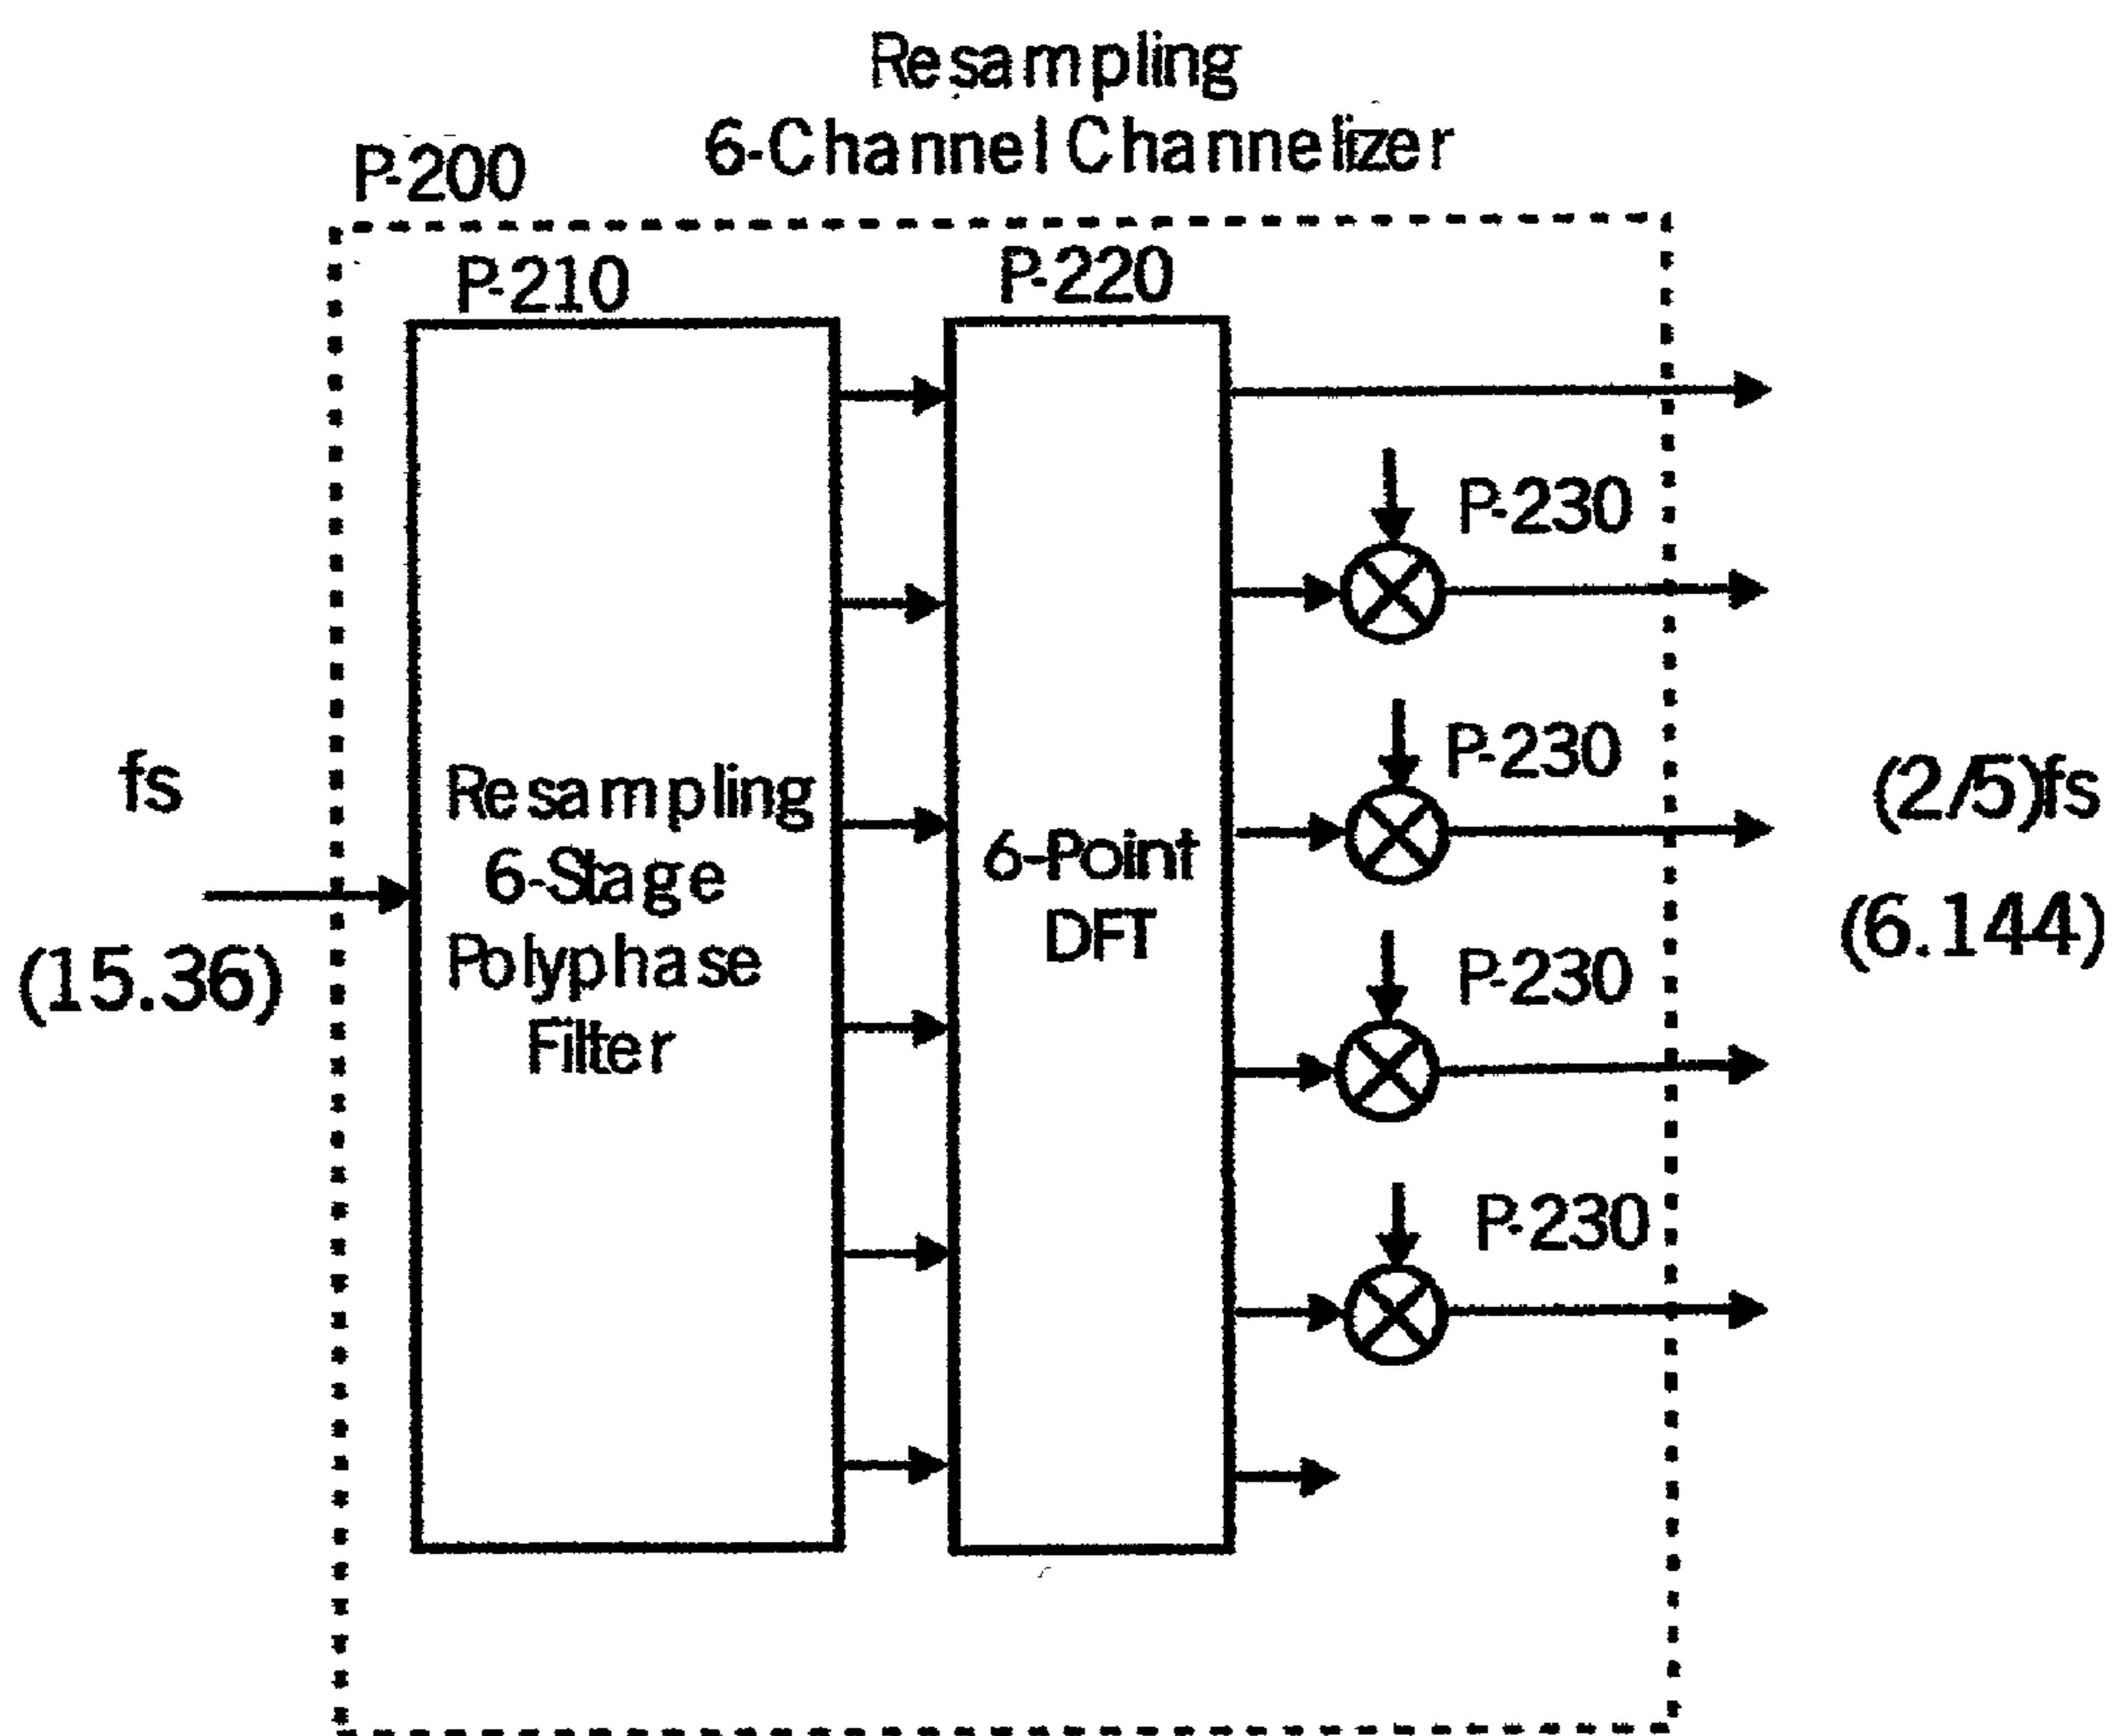 Resampling
6-Channel Channelizer
P-200
P-210
P-220
P-230
fs
(15.36)
Resampling
6-Stage
Polyphase
Filter
6-Point
DFT
P-230
(2/5)fs
(6.144)
P-230
P-230